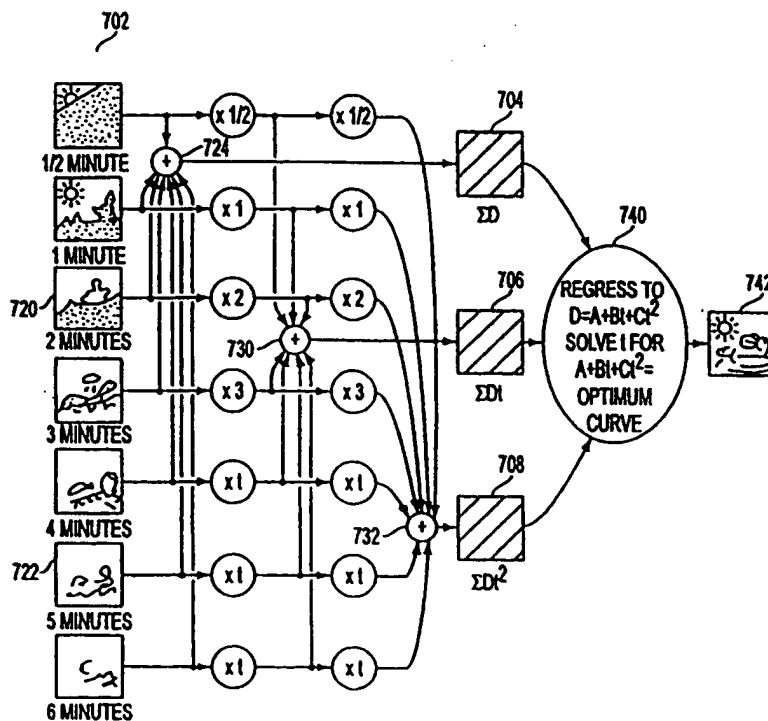 702
1/2 MINUTE
x 1/2
x 1/2
+
724
704
ΣD
1 MINUTE
x 1
x 1
740
720
2 MINUTES
x 2
x 2
730
+
706
ΣDt
REGRESS TO
D=A+Bt+Ct²
SOLVE t FOR
A+Bt+Ct²=
OPTIMUM
CURVE
742
3 MINUTES
x 3
x 3
4 MINUTES
x t
x t
732
+
708
ΣDt²
722
5 MINUTES
x t
x t
6 MINUTES
x t
x t